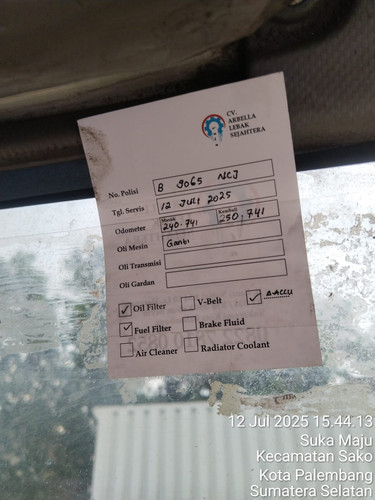 CV.
ARBELLA
LEBAK
SEJAHTERA
No. Polisi B 9065 NCJ
Tgl. Servis 12 JULI 2025
Odometer Masuk 240.741 Kembali 250.741
Oli Mesin Ganti
Oli Transmisi
Oli Gardan
✓ Oil Filter V-Belt ✓ B.ACCU
✓ Fuel Filter Brake Fluid
Air Cleaner Radiator Coolant
12 Jul 2025 15.44.13
Suka Maju
Kecamatan Sako
Kota Palembang
Sumatera Selatan